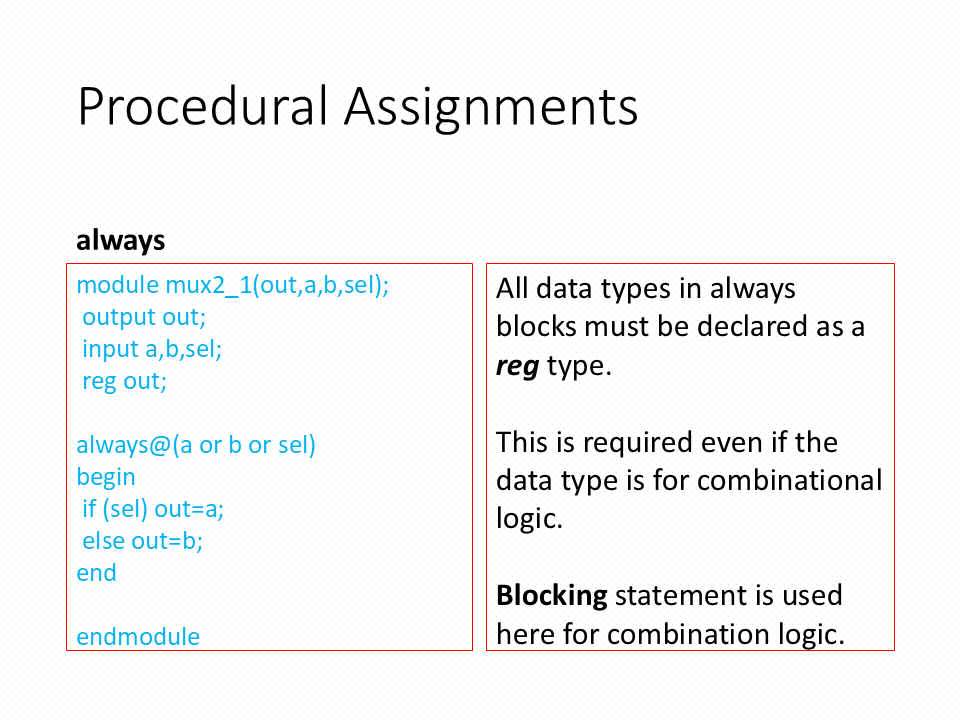 Procedural Assignments
always
module mux2_1(out,a,b,sel);
output out;
input a,b,sel;
reg out;
always@(a or b or sel)
begin
if (sel) out=a;
else out=b;
end
endmodule
All data types in always
blocks must be declared as a
reg type.
This is required even if the
data type is for combinational
logic.
Blocking statement is used
here for combination logic.